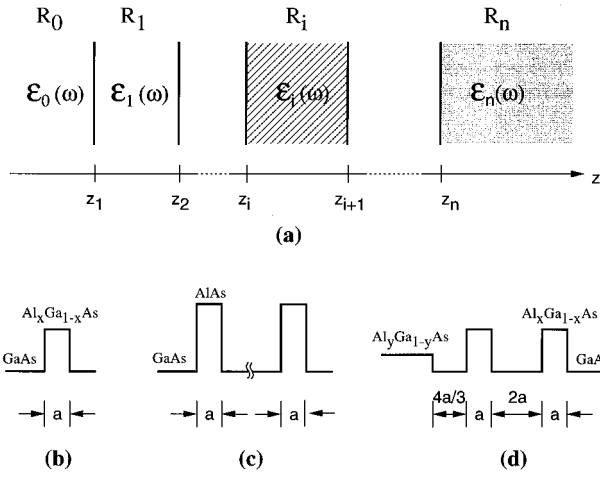 R0 R1 Ri Rn
ε0(ω) ε1(ω) εi(ω) εn(ω)
z1 z2 zi zi+1 zn z
(a)
AlxGa1-xAs
GaAs
a
(b)
AlAs
GaAs
a a
(c)
AlyGa1-yAs
AlxGa1-xAs
GaA
4a/3 a 2a a
(d)